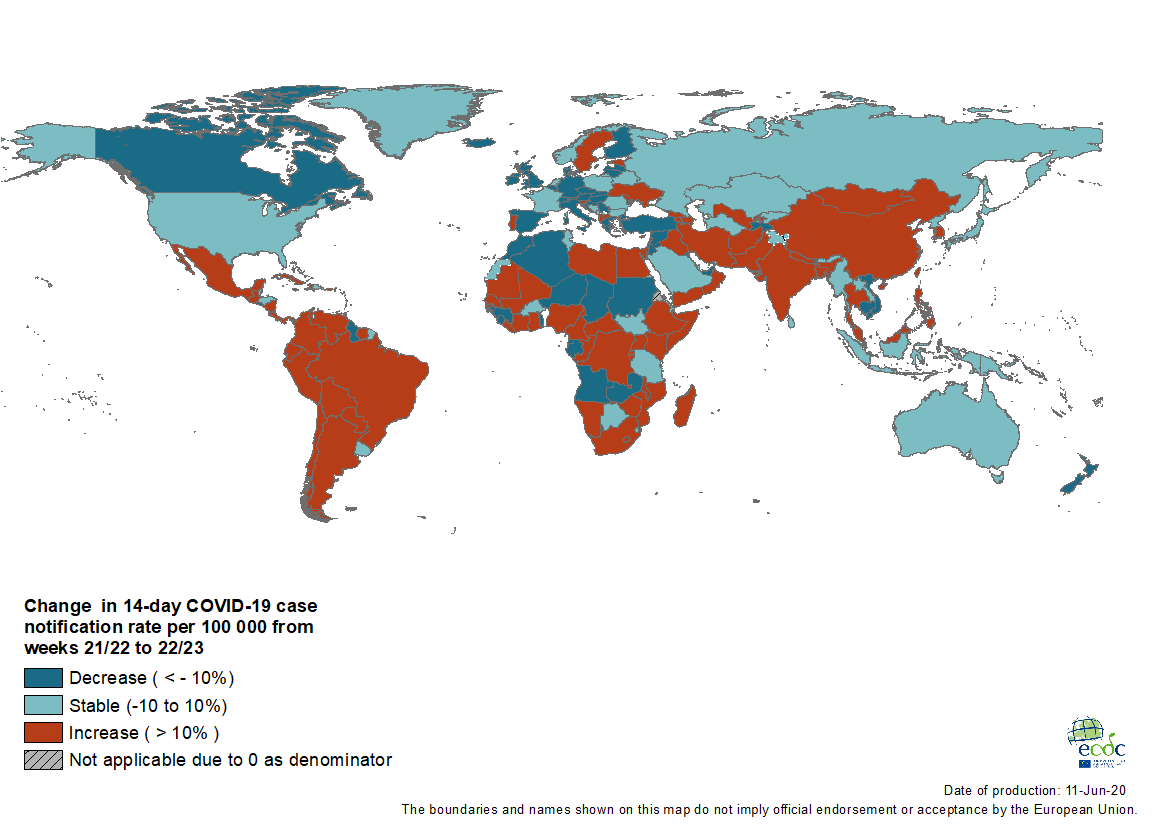 Change in 14-day COVID-19 case
notification rate per 100 000 from
weeks 21/22 to 22/23
Decrease ( < - 10%)
Stable (-10 to 10%)
Increase ( > 10% )
Not applicable due to 0 as denominator
ecdc
Date of production: 11-Jun-20
The boundaries and names shown on this map do not imply official endorsement or acceptance by the European Union.